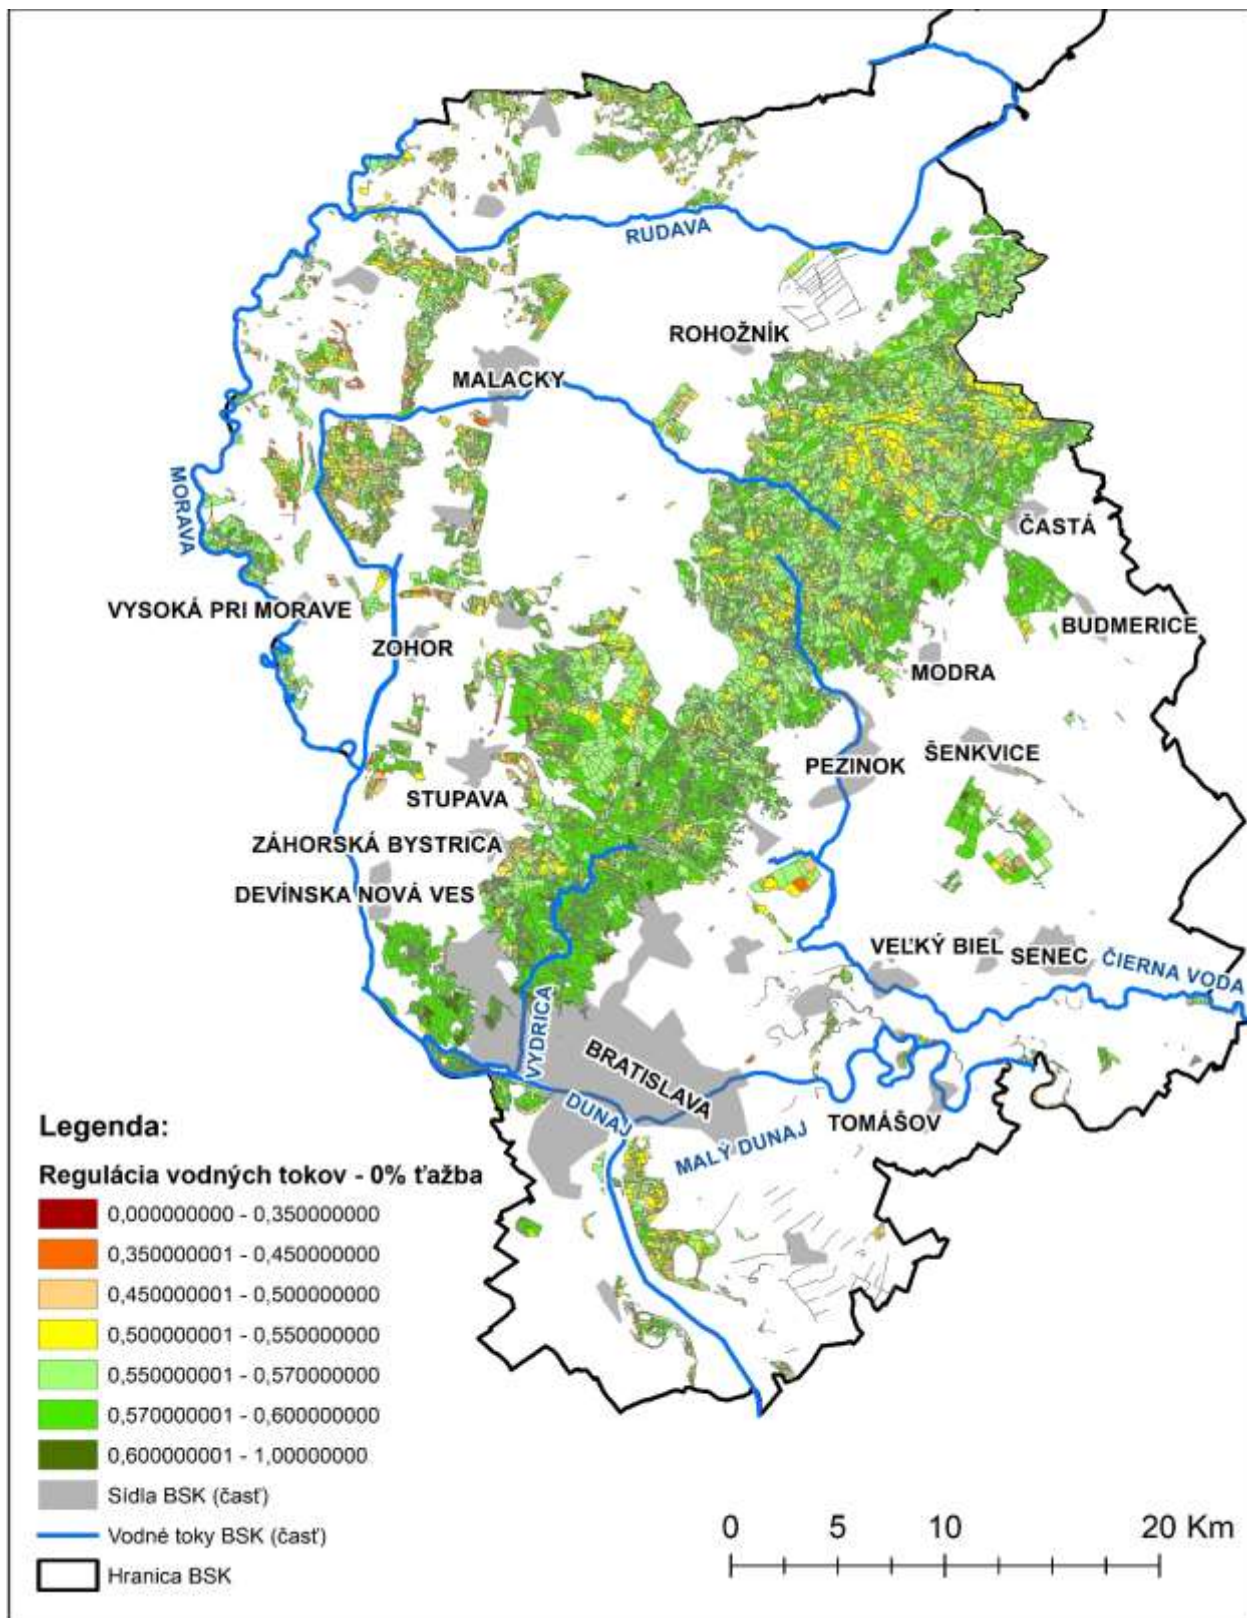 RUDAVA
ROHOŽNÍK
MALACKY
MORAVA
ČASTÁ
VYSOKÁ PRI MORAVE
BUDMERICE
ZOHOR
MODRA
PEZINOK
ŠENKVICE
STUPAVA
ZÁHORSKÁ BYSTRICA
DEVÍNSKA NOVÁ VES
VEĽKÝ BIEL
SENEC
ČIERNA VODA
VYDRICA
BRATISLAVA
DUNAJ
MALÝ DUNAJ
TOMÁŠOV
Legenda:
Regulácia vodných tokov - 0% ťažba
0,000000000 - 0,350000000
0,350000001 - 0,450000000
0,450000001 - 0,500000000
0,500000001 - 0,550000000
0,550000001 - 0,570000000
0,570000001 - 0,600000000
0,600000001 - 1,00000000
Sídla BSK (časť)
Vodné toky BSK (časť)
Hranica BSK
0 5 10 20 Km